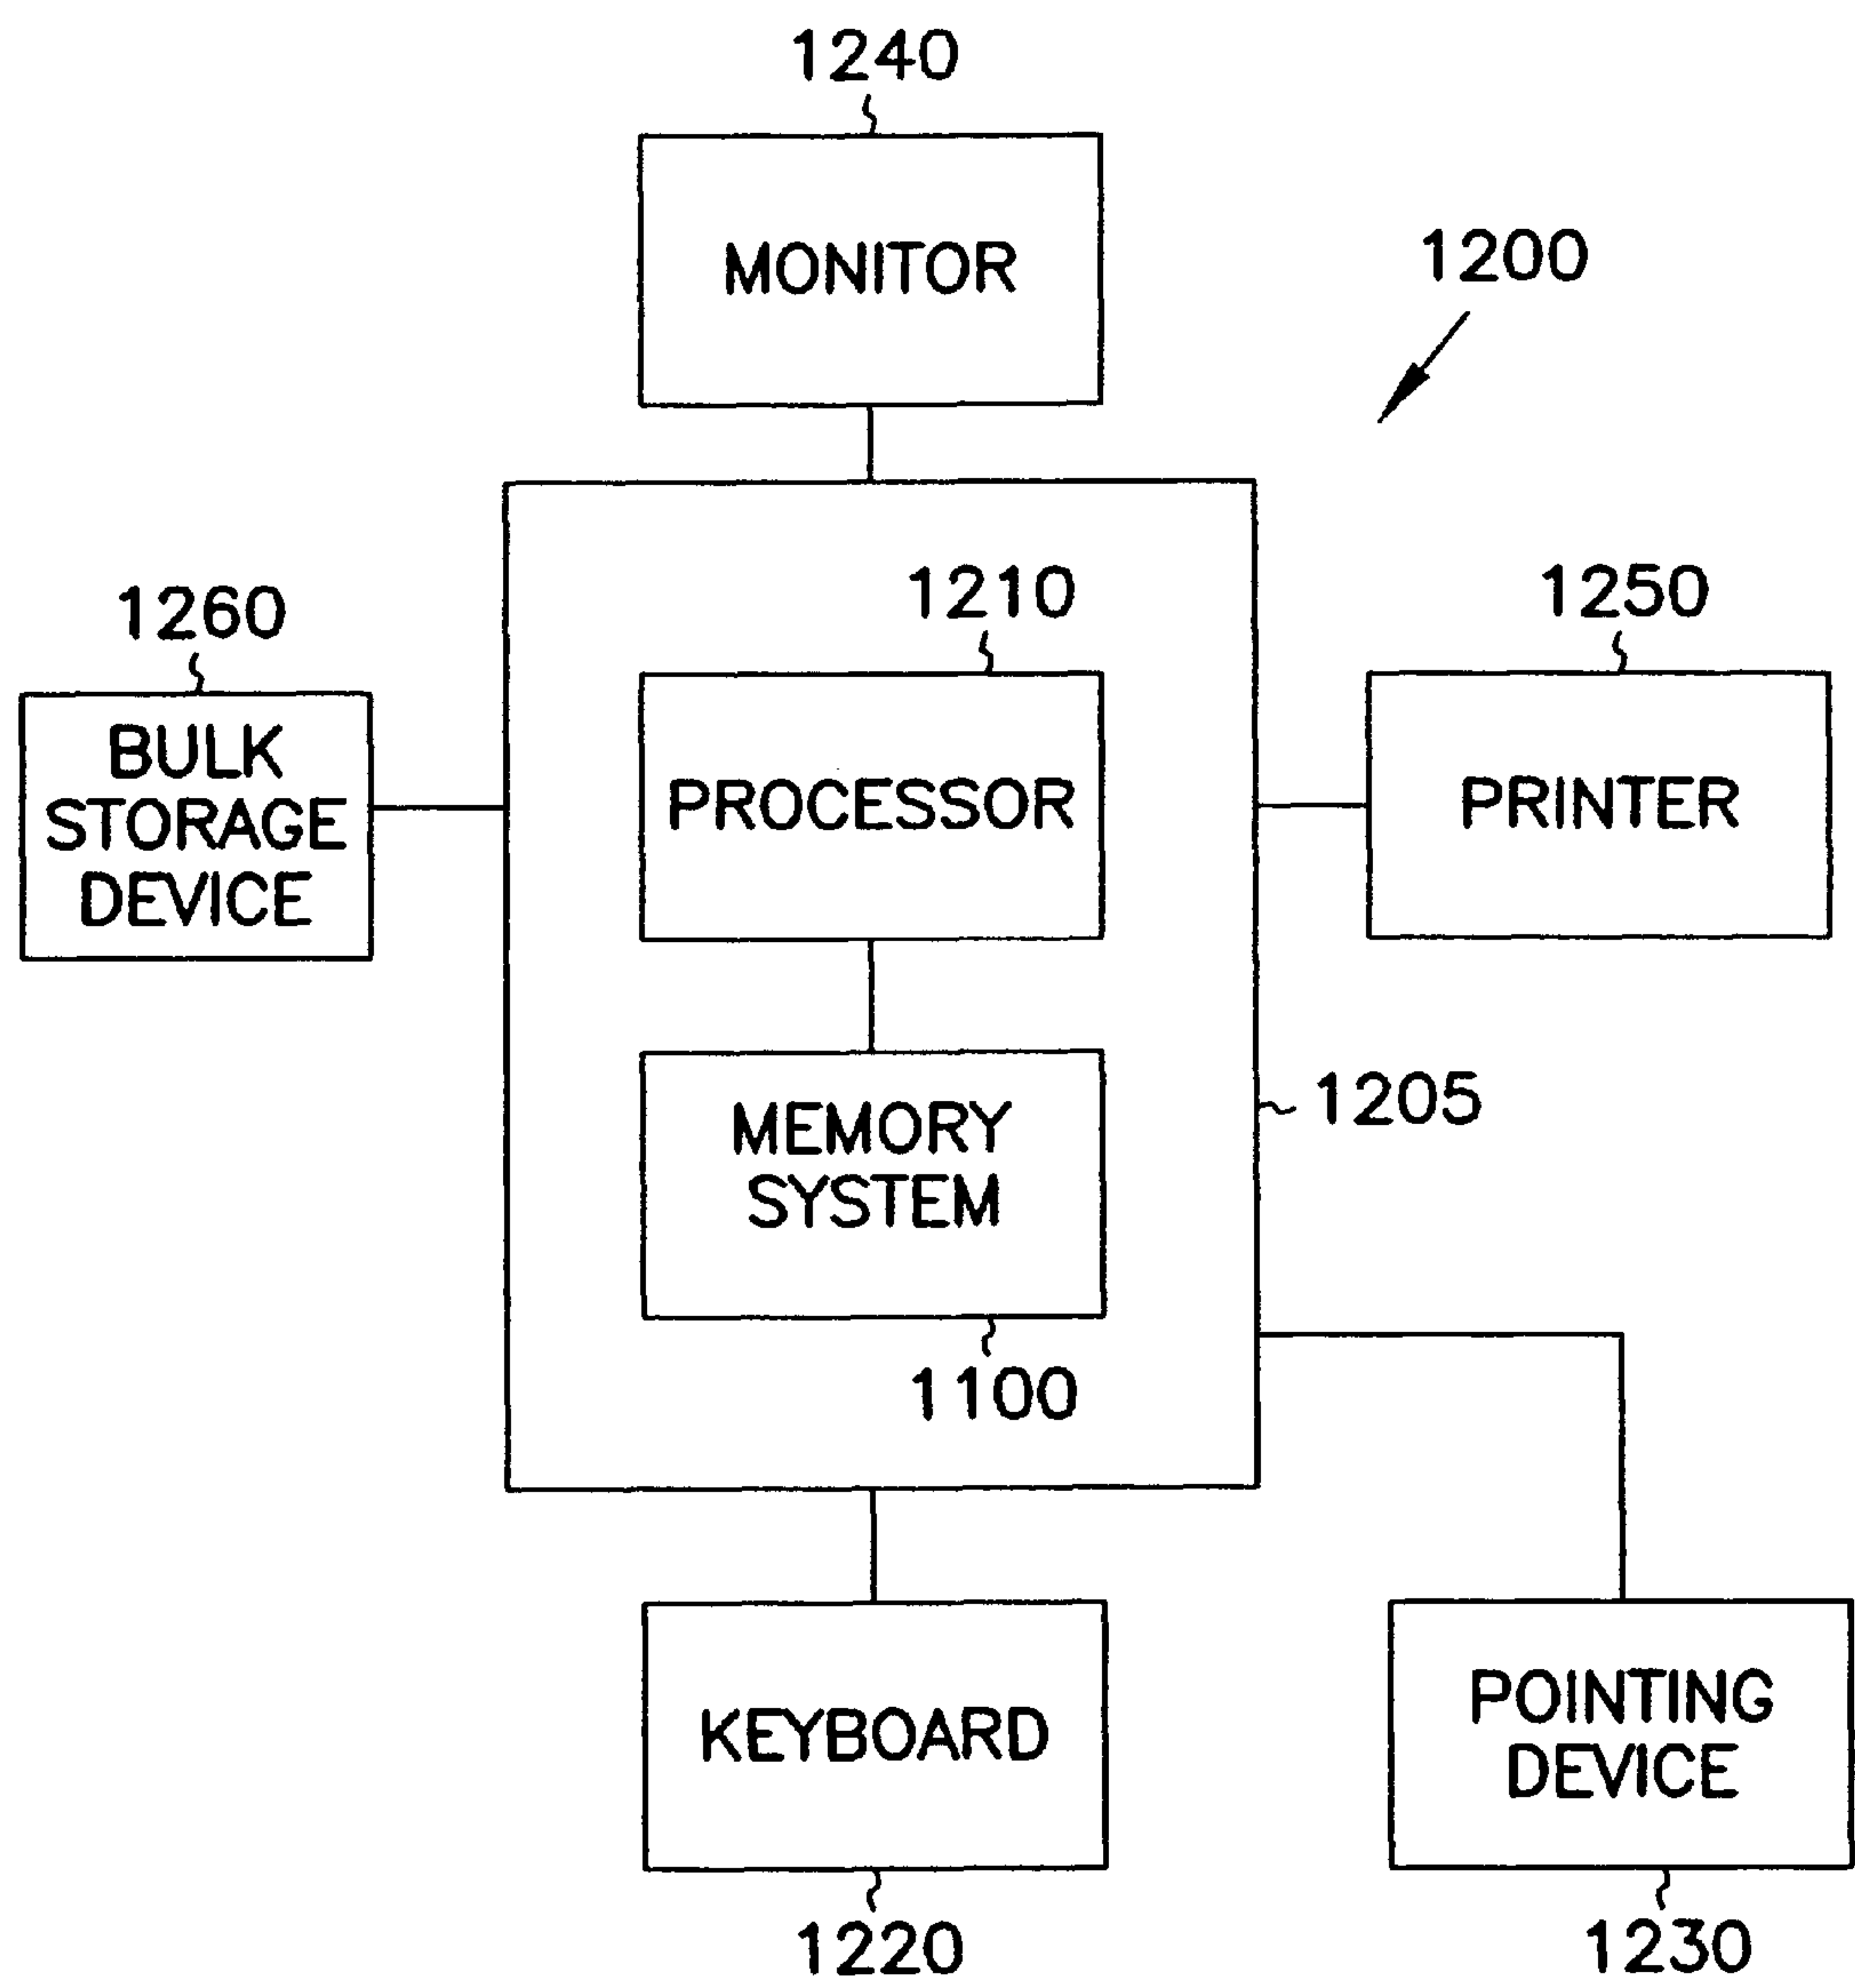 1240
MONITOR
1200
1210
1250
1260
BULK
STORAGE
DEVICE
PROCESSOR
PRINTER
1205
MEMORY
SYSTEM
1100
KEYBOARD
POINTING
DEVICE
1220
1230